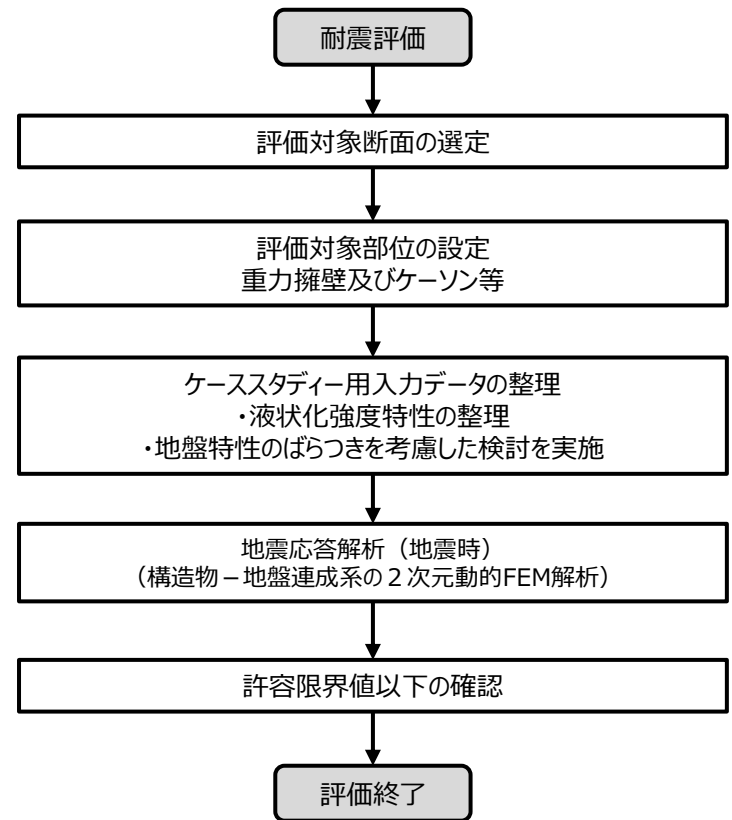 耐震評価
評価対象断面の選定
評価対象部位の設定
重力擁壁及びケーソン等
ケーススタディー用入力データの整理
・液状化強度特性の整理
・地盤特性のばらつきを考慮した検討を実施
地震応答解析（地震時）
（構造物－地盤連成系の２次元動的FEM解析）
許容限界値以下の確認
評価終了